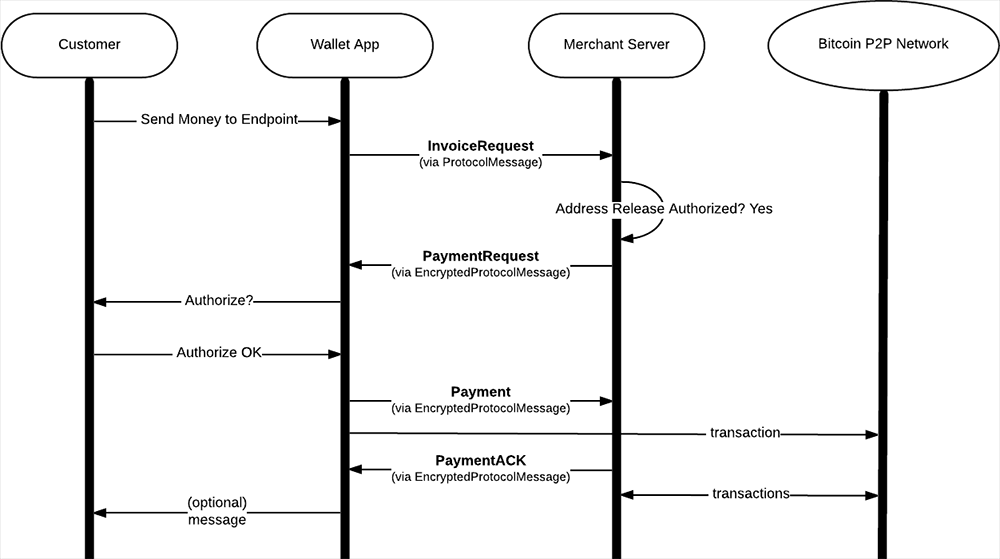 Customer
Wallet App
Merchant Server
Bitcoin P2P Network
Send Money to Endpoint
InvoiceRequest
(via ProtocolMessage)
Address Release Authorized? Yes
PaymentRequest
(via EncryptedProtocolMessage)
Authorize?
Authorize OK
Payment
(via EncryptedProtocolMessage)
transaction
PaymentACK
(via EncryptedProtocolMessage)
transactions
(optional)
message